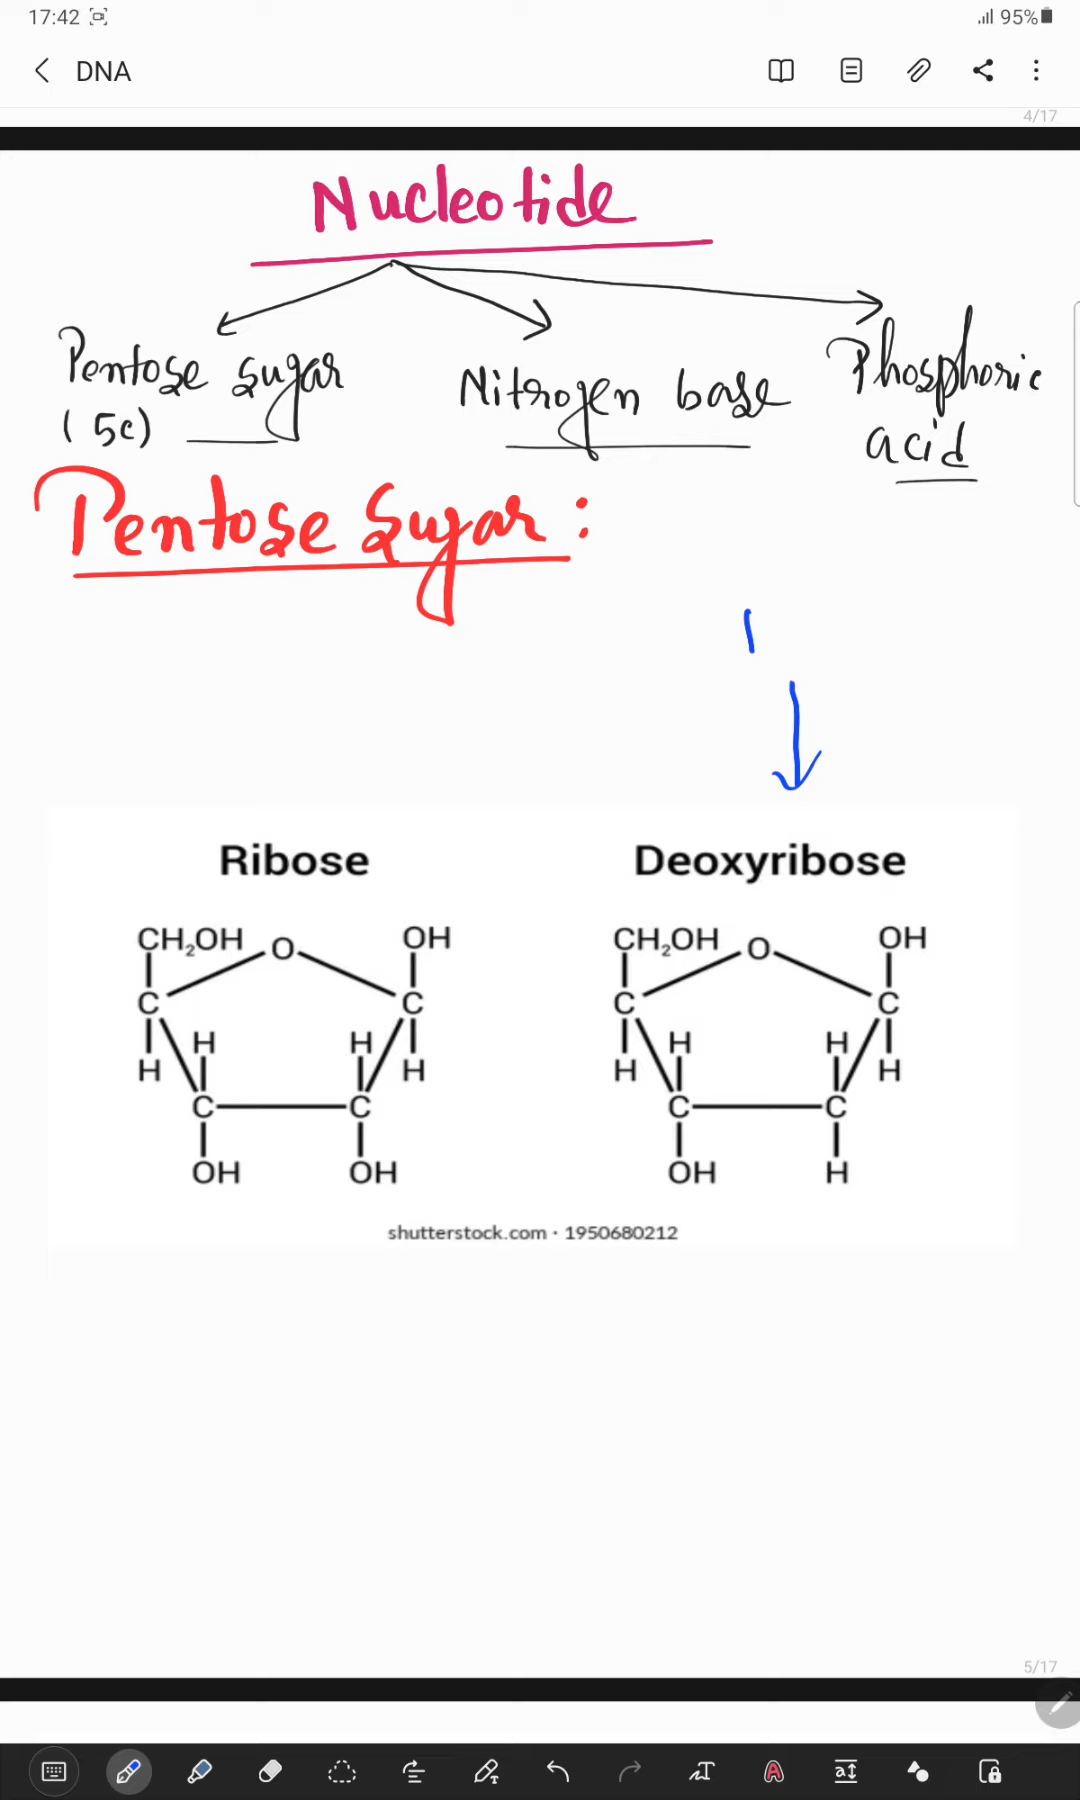 17:42 95%
DNA
4/17
Nucleotide
Pentose sugar Nitrogen base Phosphoric
(5c) acid
Pentose Sugar :
Ribose Deoxyribose
CH₂OH O OH CH₂OH O OH
C C C C
H H H H
H H H H
C C C C
OH OH OH H
shutterstock.com · 1950680212
5/17